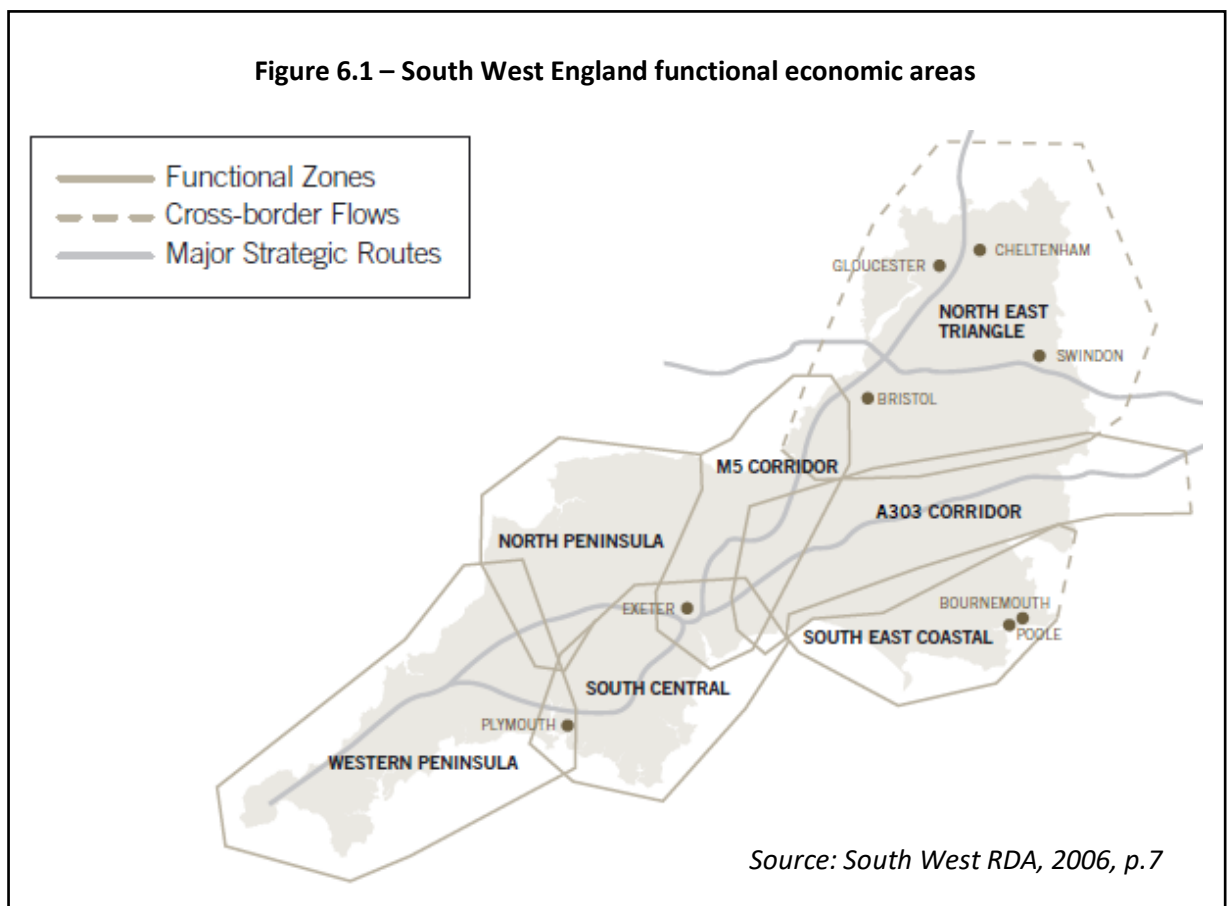 Figure 6.1 – South West England functional economic areas
Functional Zones
Cross-border Flows
Major Strategic Routes
CHELTENHAM
GLOUCESTER
NORTH EAST
TRIANGLE
SWINDON
BRISTOL
M5 CORRIDOR
A303 CORRIDOR
NORTH PENINSULA
EXETER
BOURNEMOUTH
POOLE
SOUTH EAST COASTAL
SOUTH CENTRAL
PLYMOUTH
WESTERN PENINSULA
Source: South West RDA, 2006, p.7